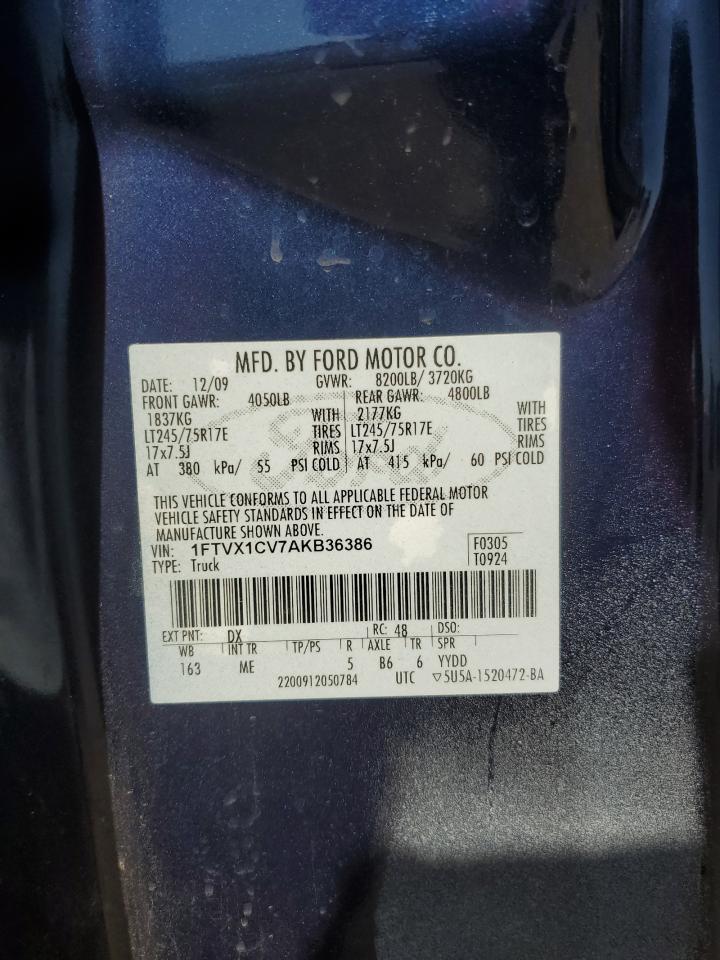 MFD. BY FORD MOTOR CO.
DATE: 12/09 GVWR: 8200LB/ 3720KG
FRONT GAWR: 4050LB REAR GAWR: 4800LB
1837KG WITH 2177KG WITH
LT245/75R17E TIRES LT245/75R17E TIRES
17x7.5J RIMS 17x7.5J RIMS
AT 380 kPa/ 55 PSI COLD AT 415 kPa/ 60 PSI COLD
THIS VEHICLE CONFORMS TO ALL APPLICABLE FEDERAL MOTOR
VEHICLE SAFETY STANDARDS IN EFFECT ON THE DATE OF
MANUFACTURE SHOWN ABOVE.
VIN: 1FTVX1CV7AKB36386 F0305
TYPE: Truck T0924
EXT PNT: DX RC: 48 DSO:
WB INT TR TP/PS R AXLE TR SPR
163 ME 5 B6 6 YYDD
2200912050784 UTC ▽5U5A-1520472-BA